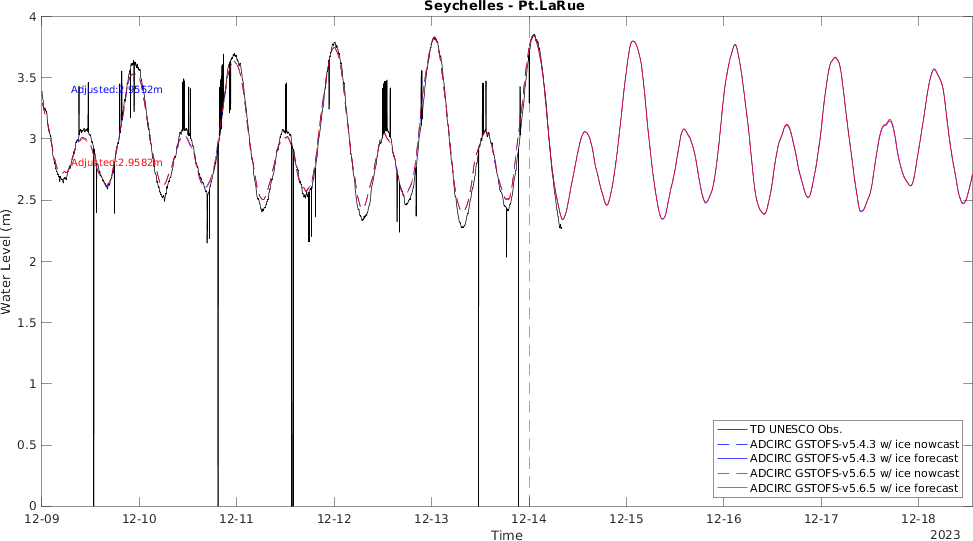 Seychelles - Pt.LaRue
4
3.5
3
2.5
2
1.5
1
0.5
0
Water Level (m)
Adjusted:2.9552m
Adjusted:2.9582m
TD UNESCO Obs.
ADCIRC GSTOFS-v5.4.3 w/ ice nowcast
ADCIRC GSTOFS-v5.4.3 w/ ice forecast
ADCIRC GSTOFS-v5.6.5 w/ ice nowcast
ADCIRC GSTOFS-v5.6.5 w/ ice forecast
12-09 12-10 12-11 12-12 12-13 12-14 12-15 12-16 12-17 12-18
Time
2023